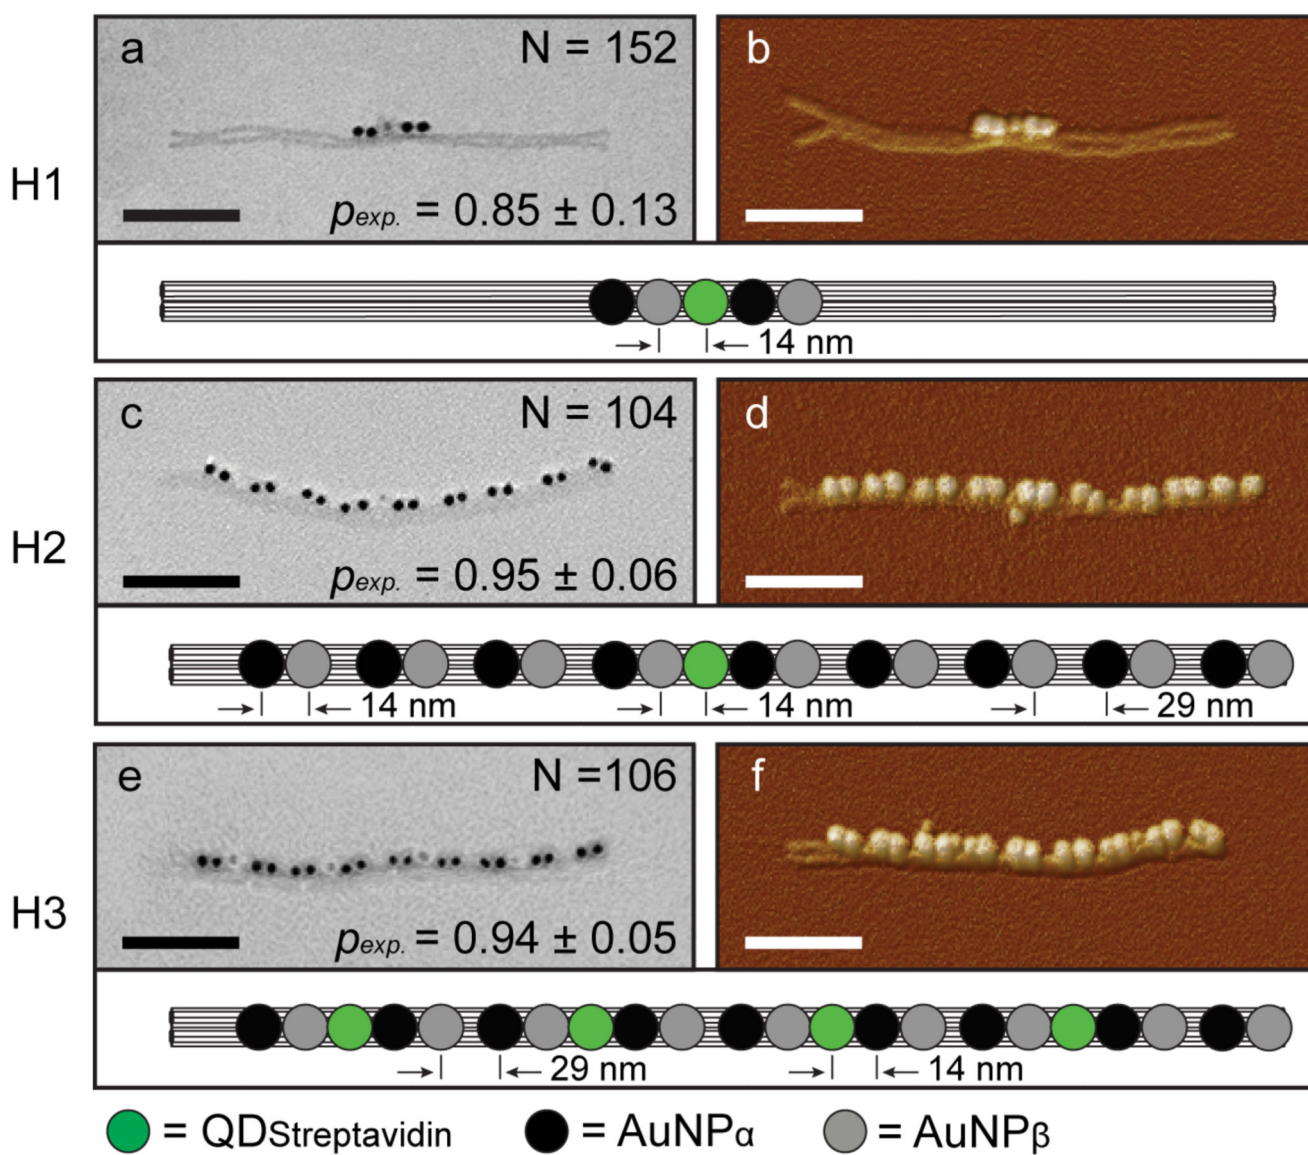 a
N = 152
b
H1
pexp. = 0.85 ± 0.13
14 nm
c
N = 104
d
H2
pexp. = 0.95 ± 0.06
14 nm
14 nm
29 nm
e
N =106
f
H3
pexp. = 0.94 ± 0.05
29 nm
14 nm
= QDStreptavidin
= AuNPα
= AuNPβ